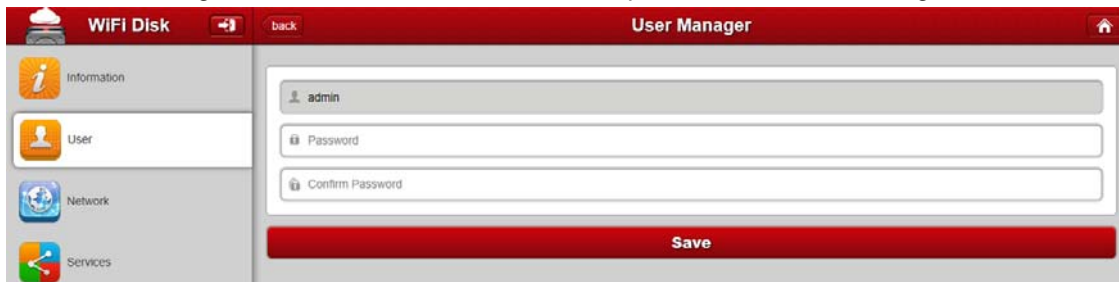 WiFi Disk
back
User Manager
Information
admin
User
Password
Confirm Password
Network
Save
Services